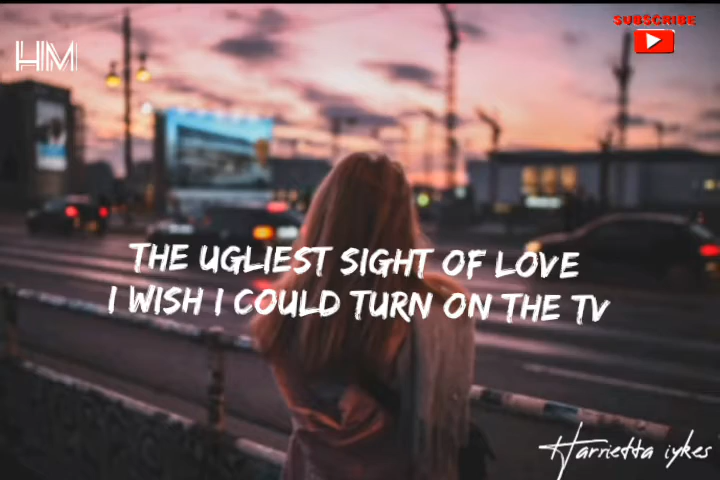 HM
SUBSCRIBE
THE UGLIEST SIGHT OF LOVE
I WISH I COULD TURN ON THE TV
Harrietta iykes